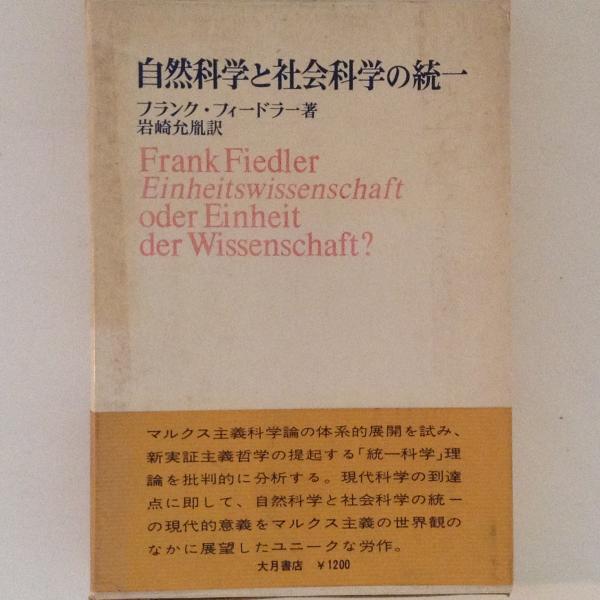 自然科学と社会科学の統一
フランク・フィードラー著
岩崎允胤訳
Frank Fiedler
Einheitswissenschaft
oder Einheit
der Wissenschaft?
マルクス主義科学論の体系的展開を試み、
新実証主義哲学の提起する「統一科学」理
論を批判的に分析する。現代科学の到達
点に即して、自然科学と社会科学の統一
の現代的意義をマルクス主義の世界観の
なかに展望したユニークな労作。
大月書店 ￥1200